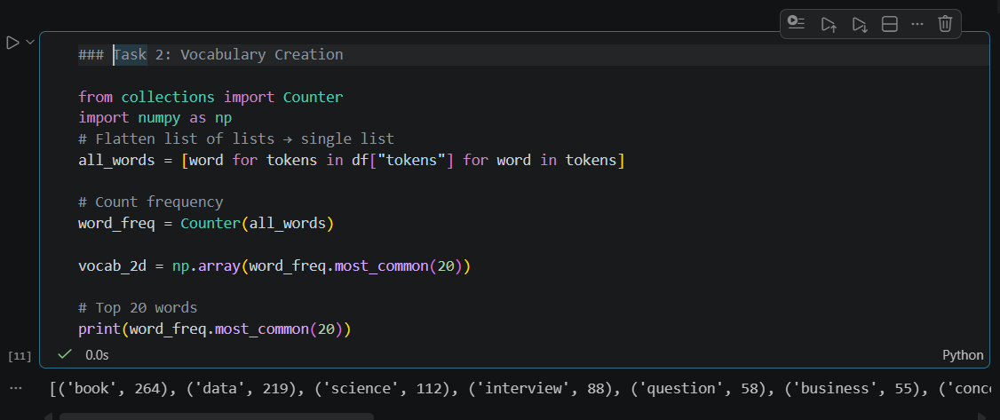 ### Task 2: Vocabulary Creation
from collections import Counter
import numpy as np
# Flatten list of lists → single list
all_words = [word for tokens in df["tokens"] for word in tokens]
# Count frequency
word_freq = Counter(all_words)
vocab_2d = np.array(word_freq.most_common(20))
# Top 20 words
print(word_freq.most_common(20))
[11]
0.0s
Python
[('book', 264), ('data', 219), ('science', 112), ('interview', 88), ('question', 58), ('business', 55), ('conc